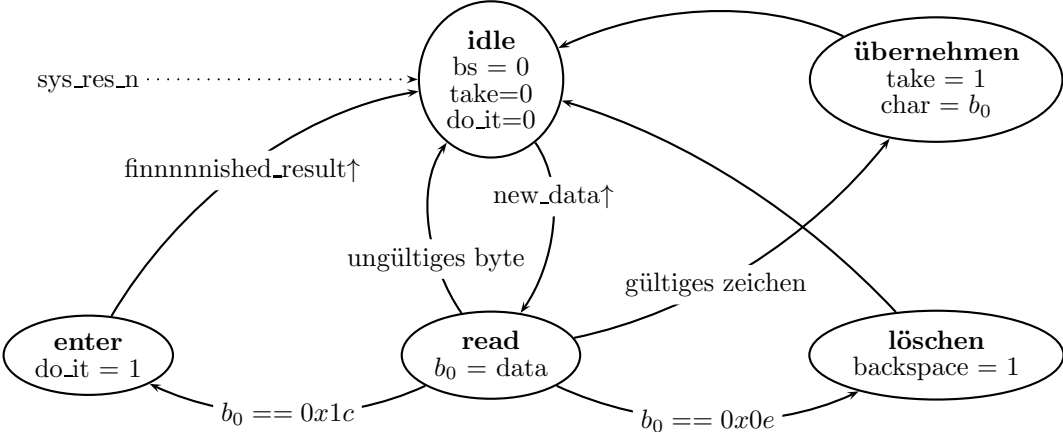 idle
bs = 0
take=0
do_it=0
übernehmen
take = 1
char = b₀
sys_res_n
finnnnnished_result↑
new_data↑
ungültiges byte
gültiges zeichen
enter
do_it = 1
read
b₀ = data
löschen
backspace = 1
b₀ == 0x1c
b₀ == 0x0e